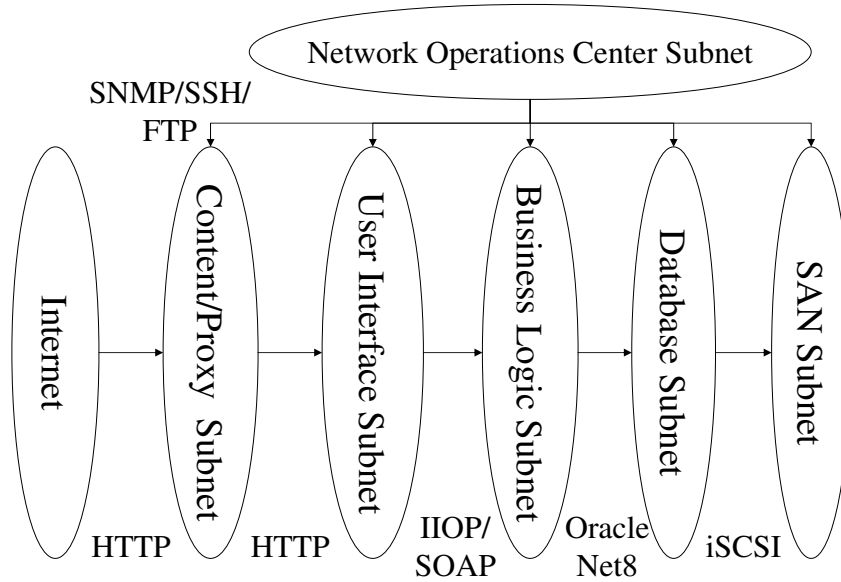 Network Operations Center Subnet
SNMP/SSH/
FTP
Internet
Content/Proxy Subnet
User Interface Subnet
Business Logic Subnet
Database Subnet
SAN Subnet
HTTP
HTTP
IIOP/
SOAP
Oracle
Net8
iSCSI